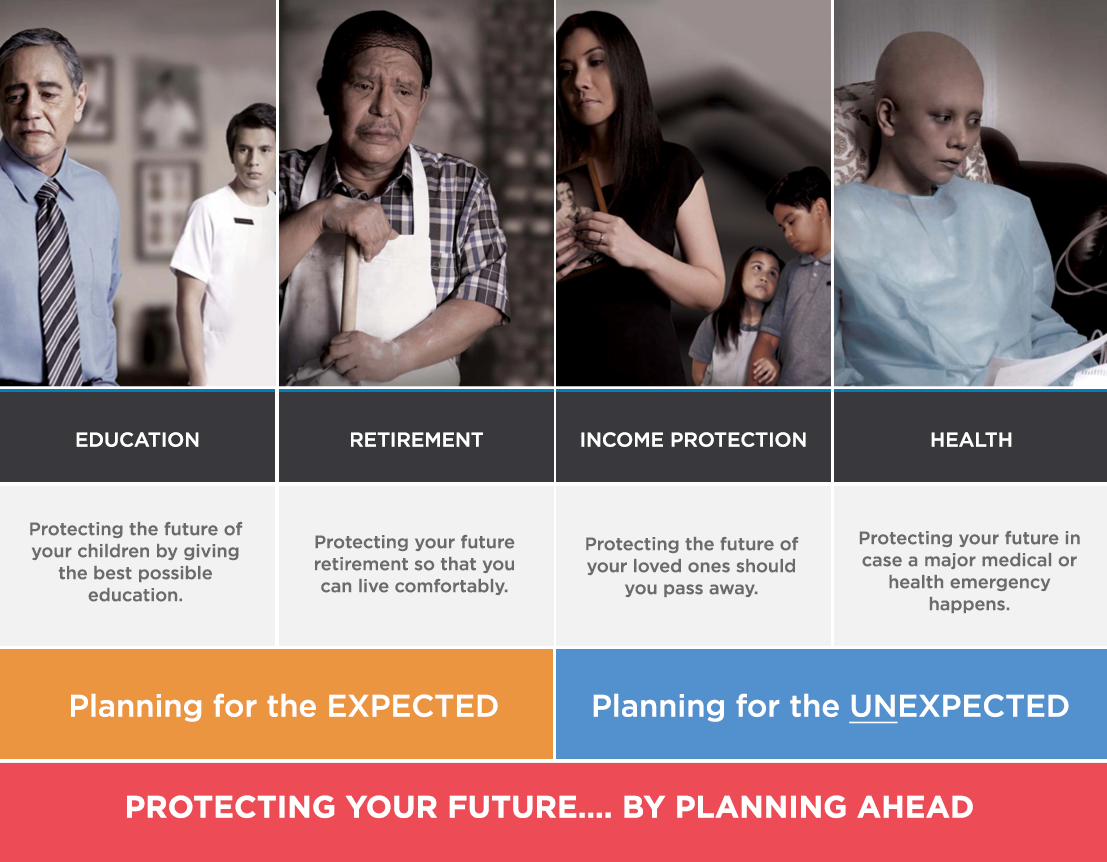 EDUCATION
RETIREMENT
INCOME PROTECTION
HEALTH
Protecting the future of
your children by giving
the best possible
education.
Protecting your future
retirement so that you
can live comfortably.
Protecting the future of
your loved ones should
you pass away.
Protecting your future in
case a major medical or
health emergency
happens.
Planning for the EXPECTED
Planning for the UNEXPECTED
PROTECTING YOUR FUTURE.... BY PLANNING AHEAD